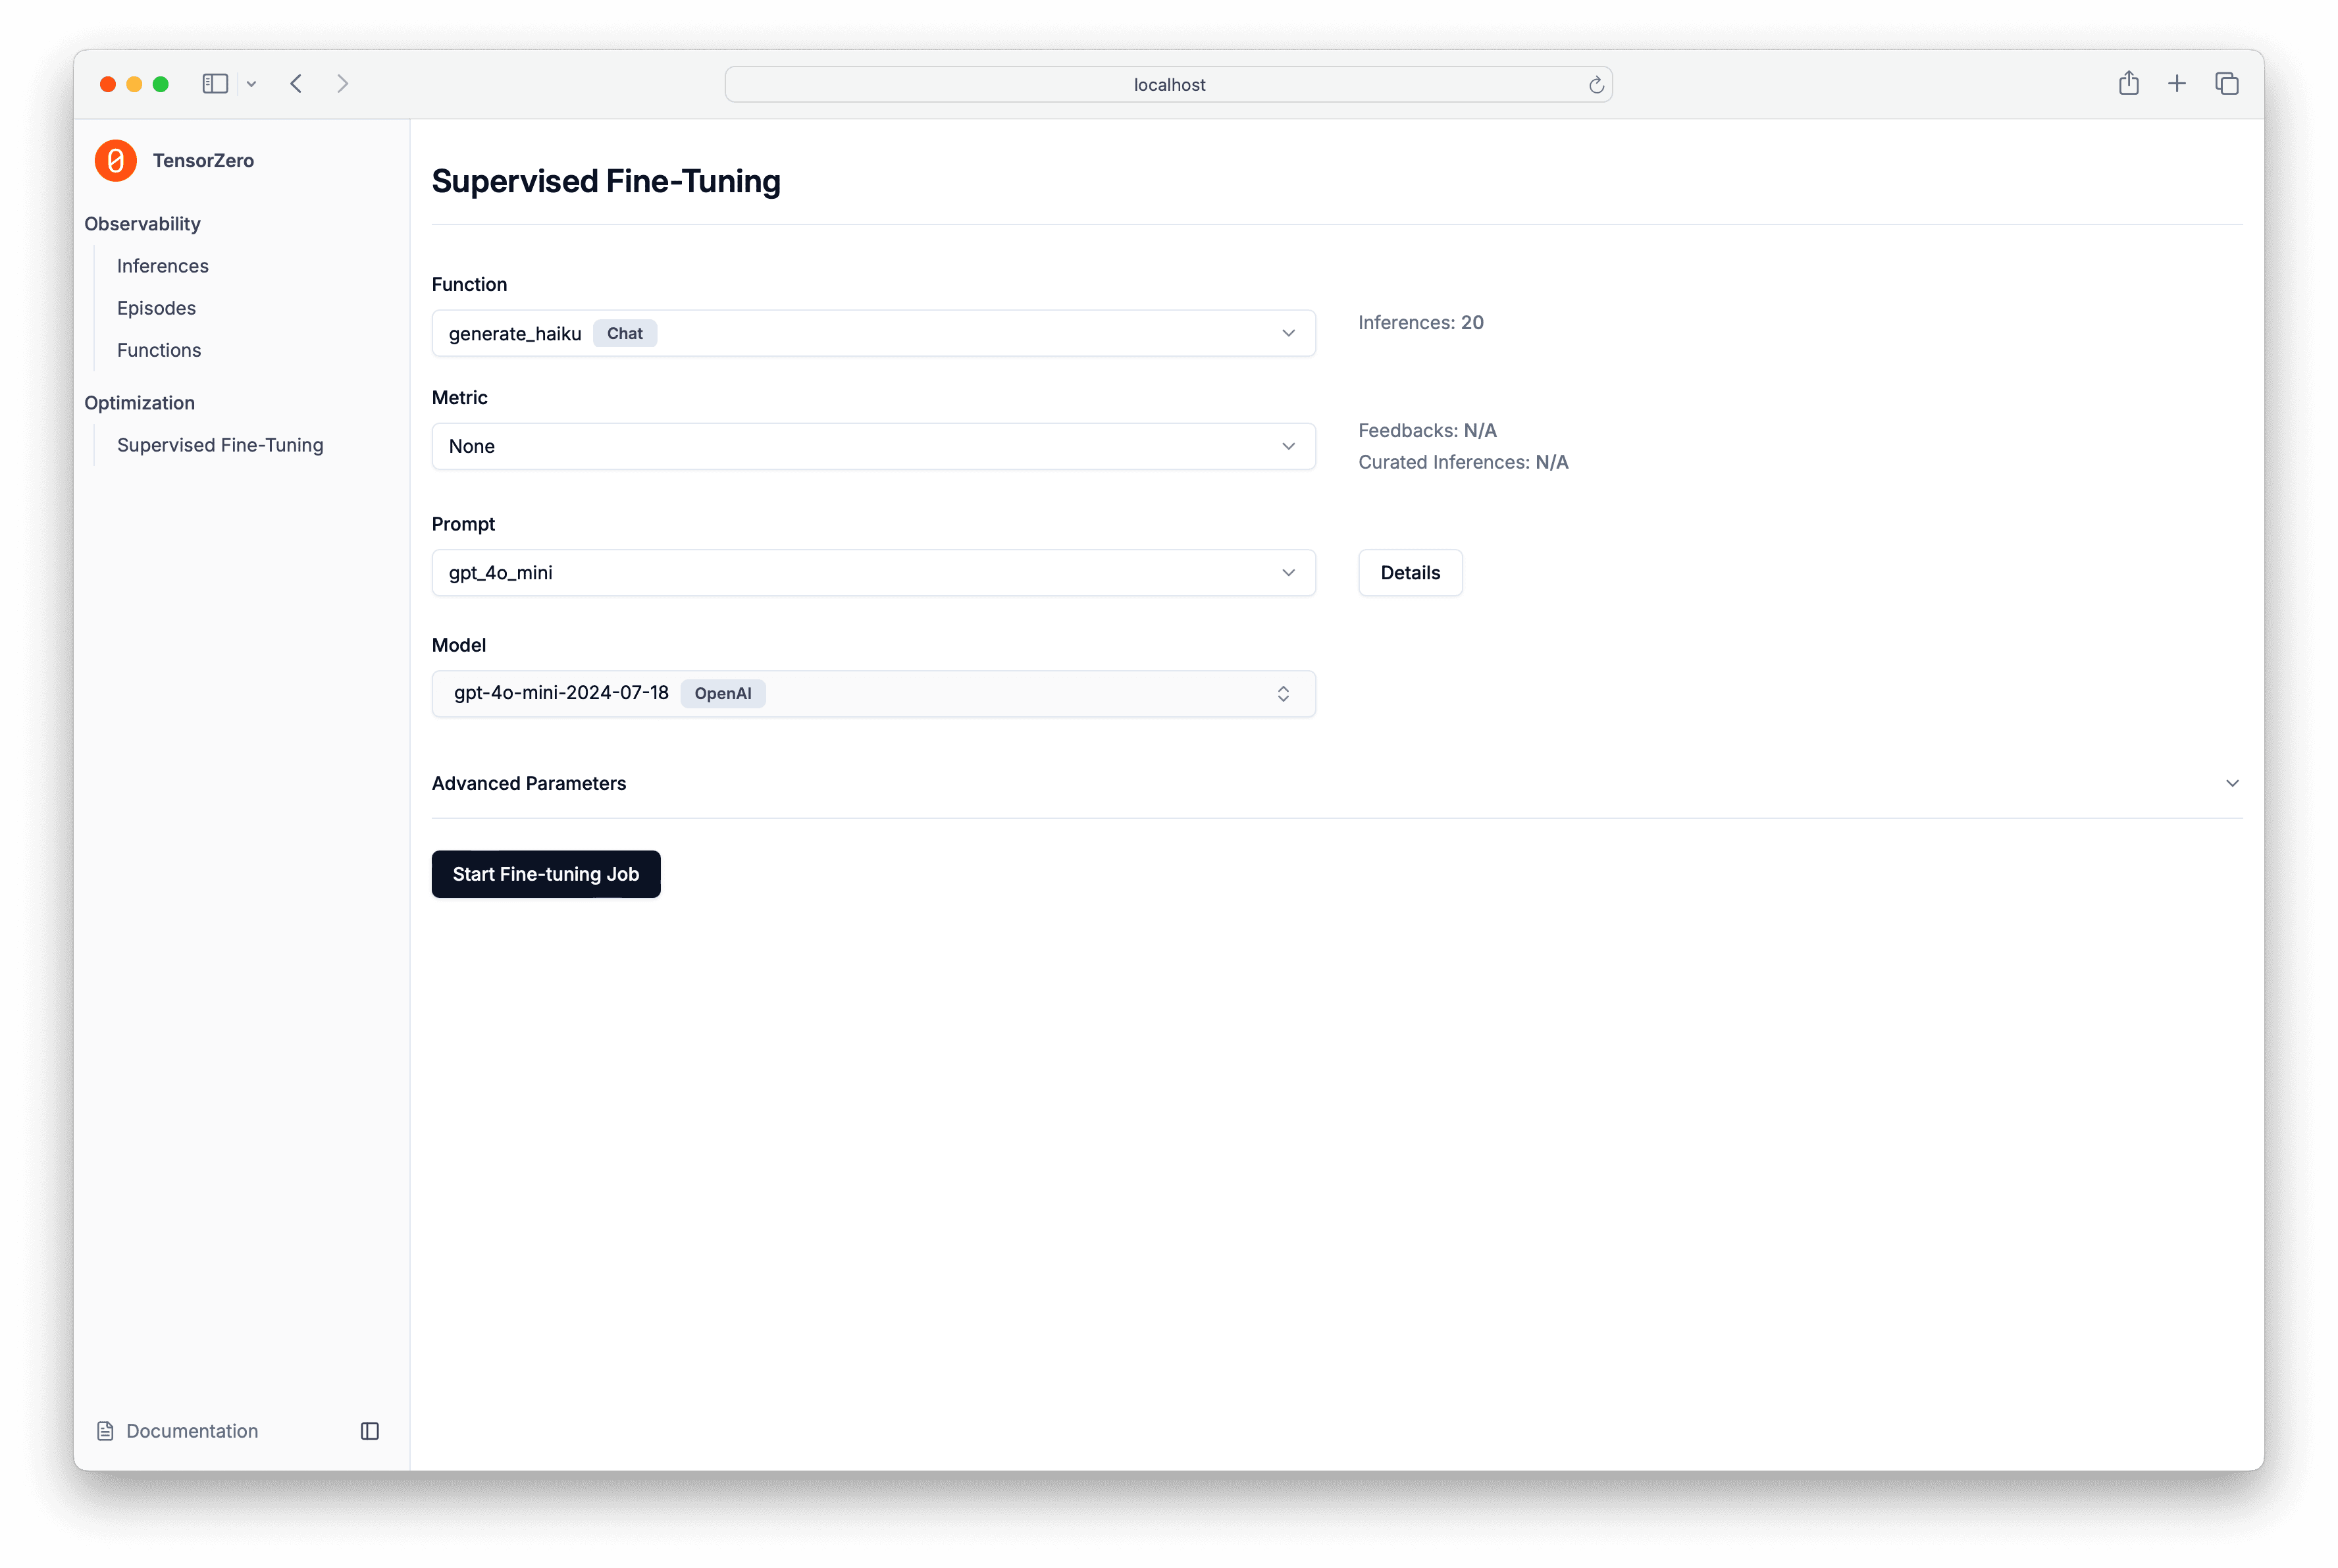 localhost
TensorZero
Observability
Inferences
Episodes
Functions
Optimization
Supervised Fine-Tuning
Documentation
Supervised Fine-Tuning
Function
generate_haiku Chat
Inferences: 20
Metric
None
Feedbacks: N/A
Curated Inferences: N/A
Prompt
gpt_4o_mini
Details
Model
gpt-4o-mini-2024-07-18 OpenAI
Advanced Parameters
Start Fine-tuning Job